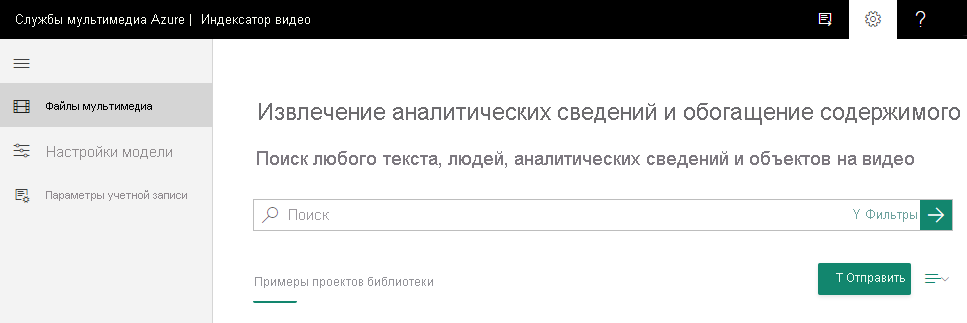 Службы мультимедиа Azure | Индексатор видео
?
Файлы мультимедиа
Настройки модели
Параметры учетной записи
Извлечение аналитических сведений и обогащение содержимого
Поиск любого текста, людей, аналитических сведений и объектов на видео
Поиск
Y Фильтры
Примеры проектов библиотеки
T Отправить